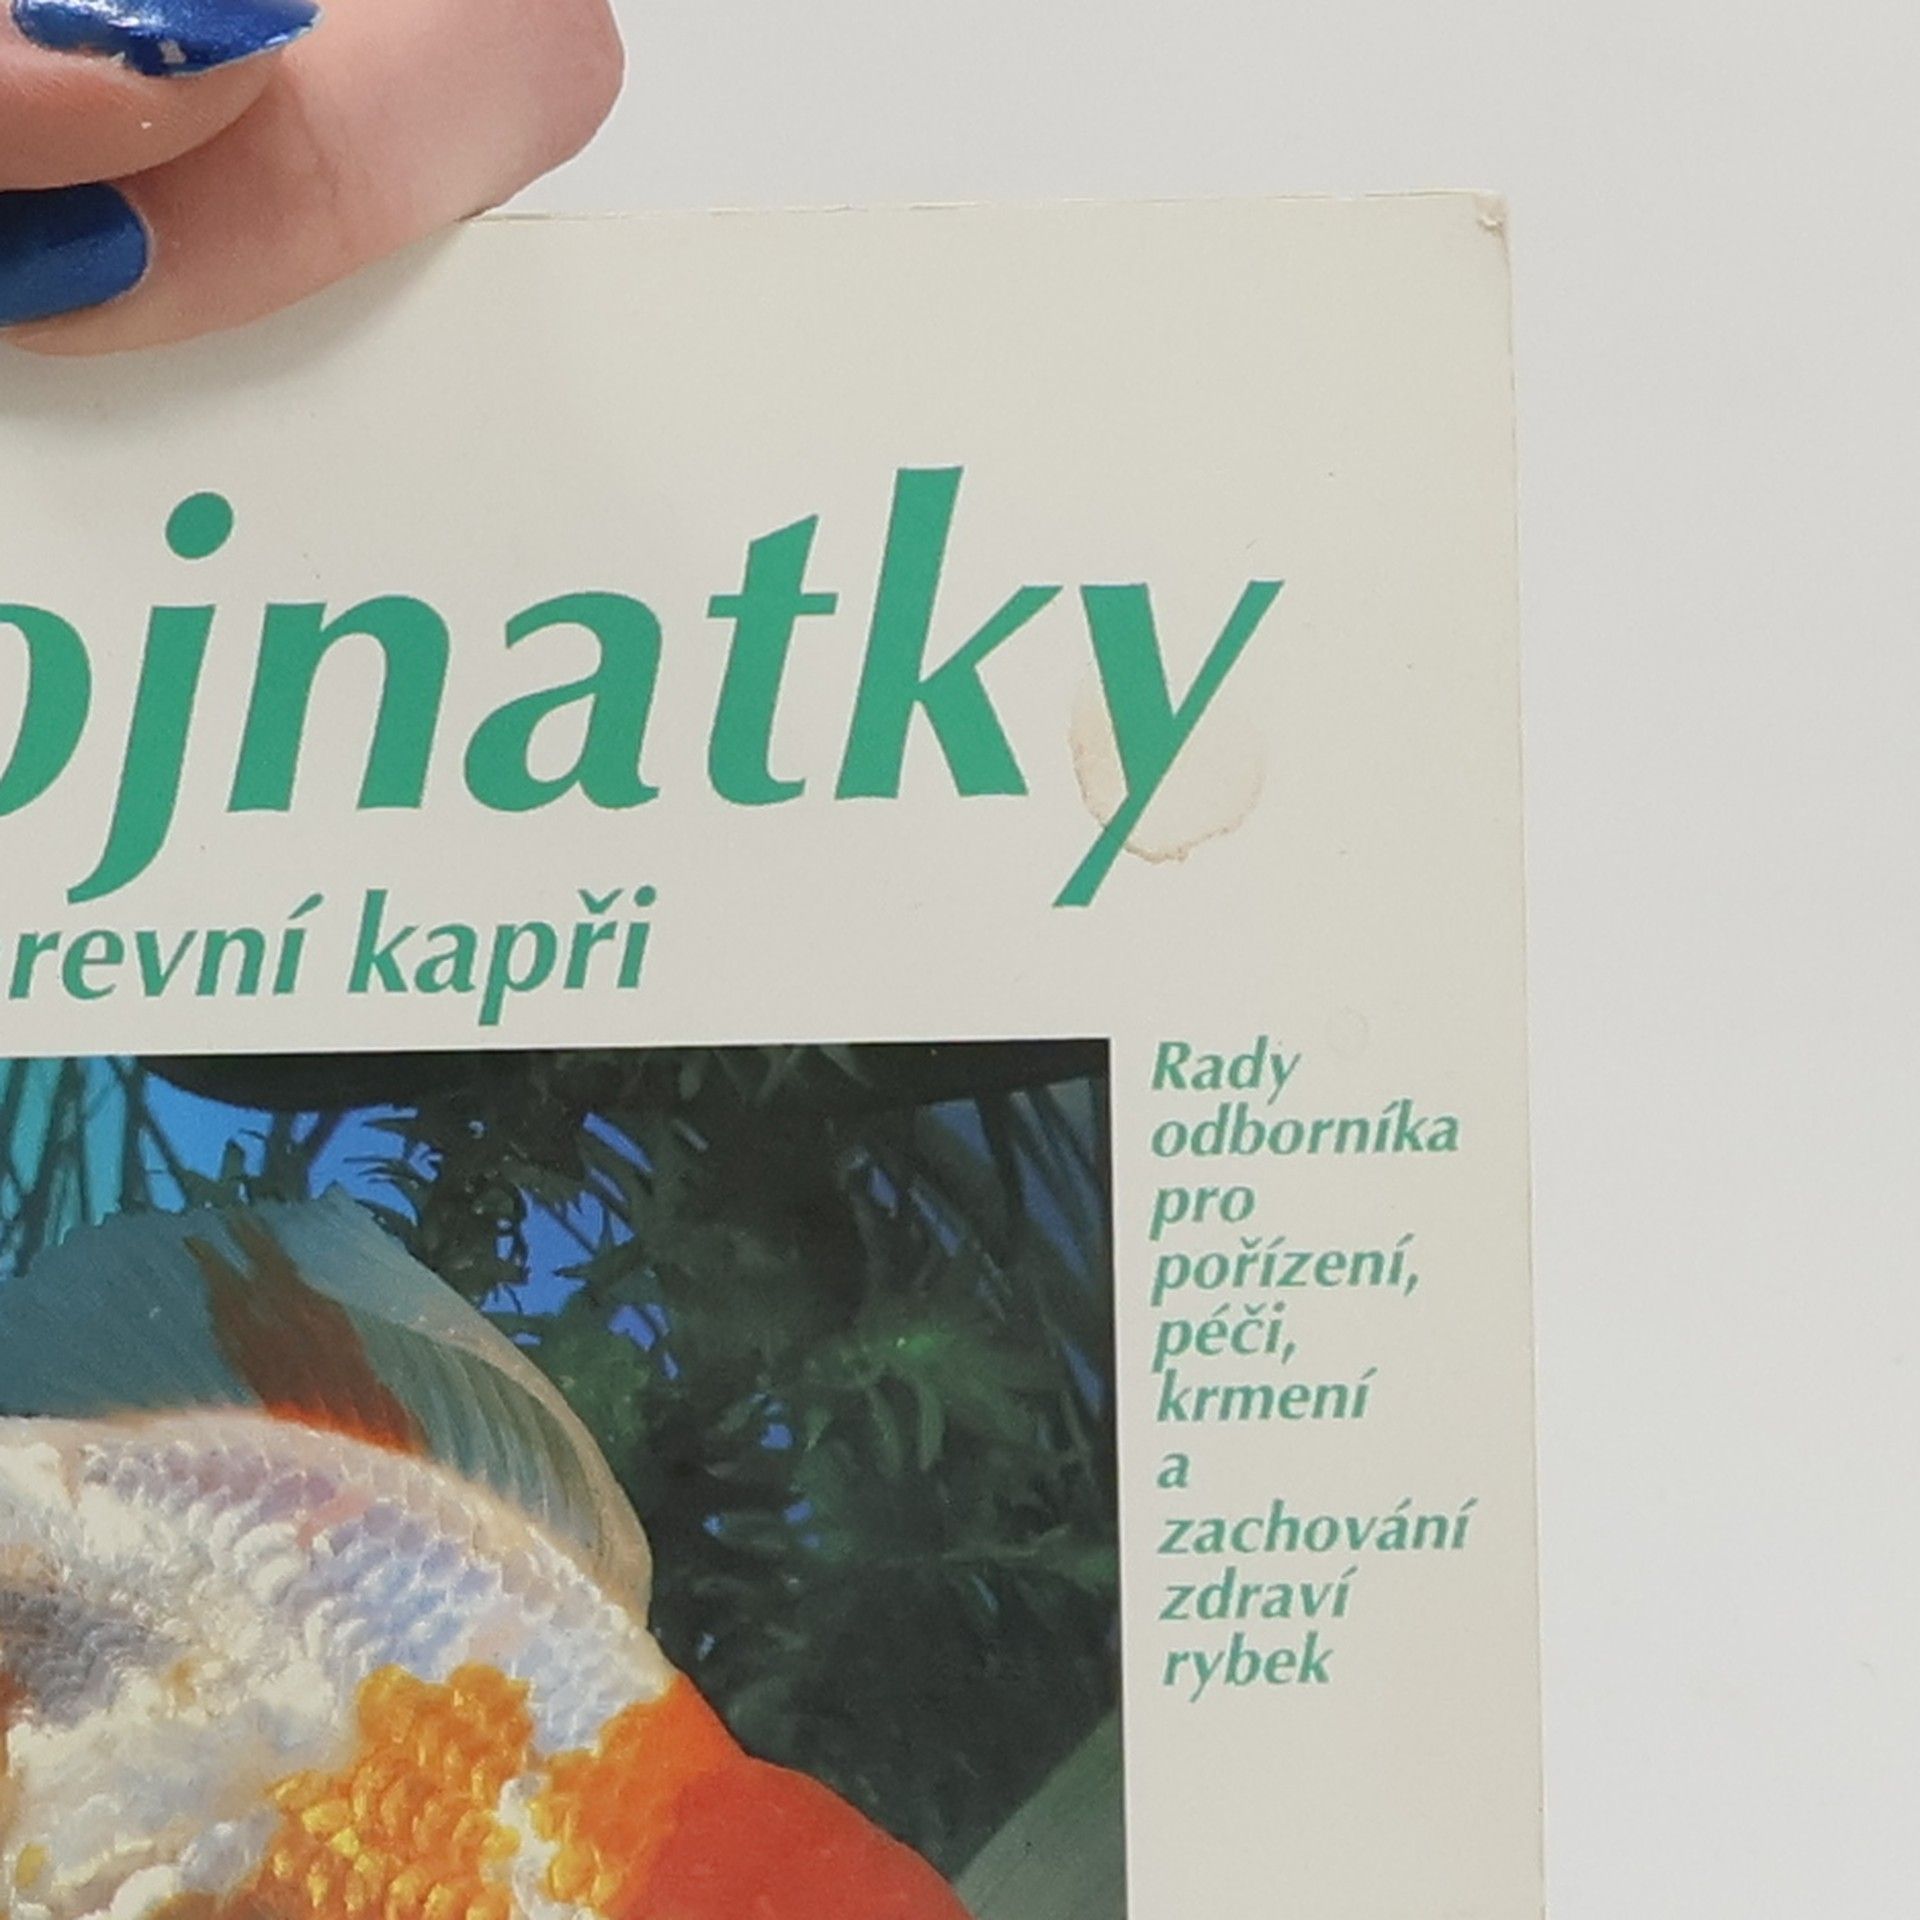 ojnatky
revní kapři
Rady
odborníka
pro
pořízení,
péči,
krmení
a
zachování
zdraví
rybek